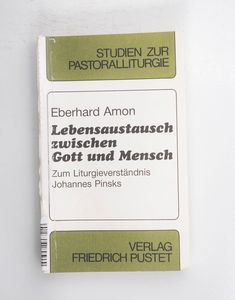 STUDIEN ZUR
PASTORALLITURGIE
Eberhard Amon
Lebensaustausch
zwischen
Gott und Mensch
Zum Liturgieverständnis
Johannes Pinsks
VERLAG
FRIEDRICH PUSTET